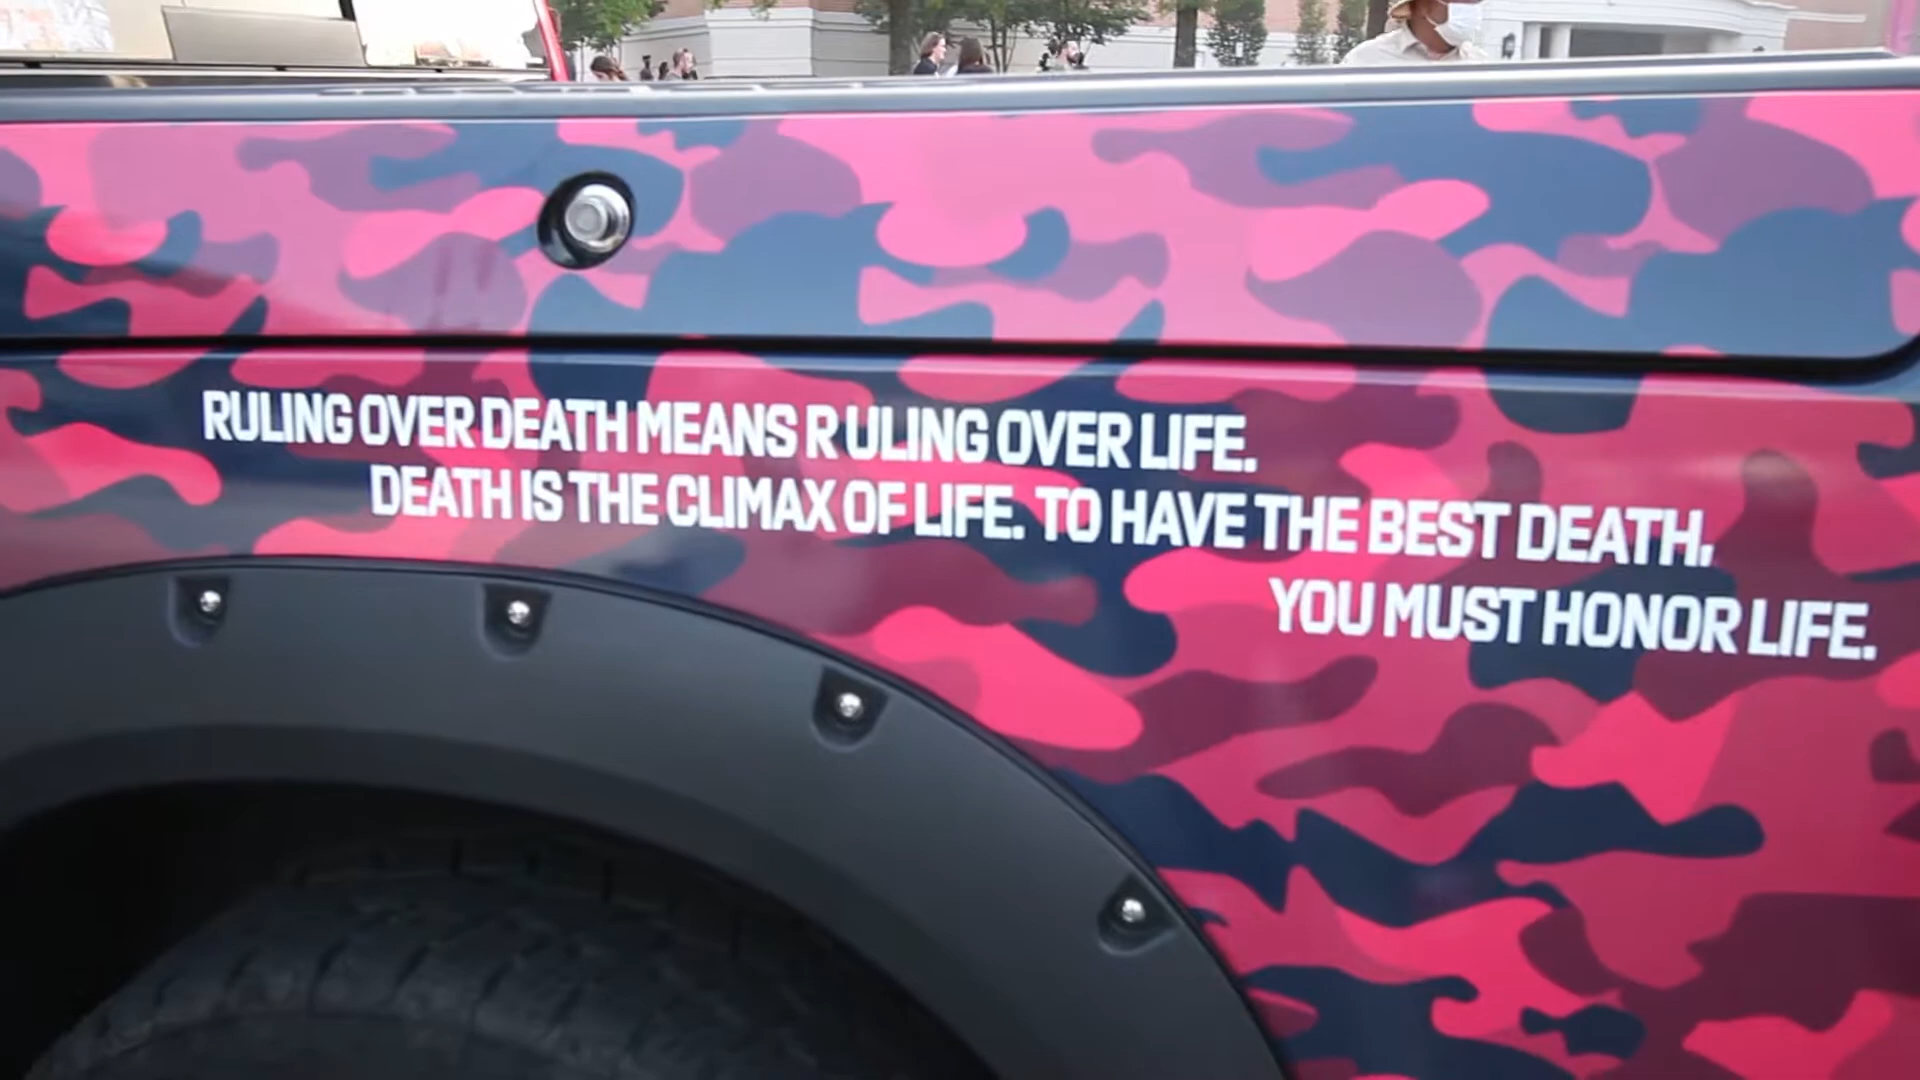 RULING OVER DEATH MEANS RULING OVER LIFE.
DEATH IS THE CLIMAX OF LIFE. TO HAVE THE BEST DEATH,
YOU MUST HONOR LIFE.